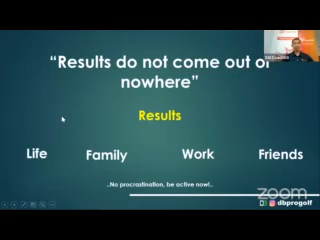 “Results do not come out of
nowhere”
Results
Life Family Work Friends
..No procrastination, be active now!..
zoom
dbprogolf